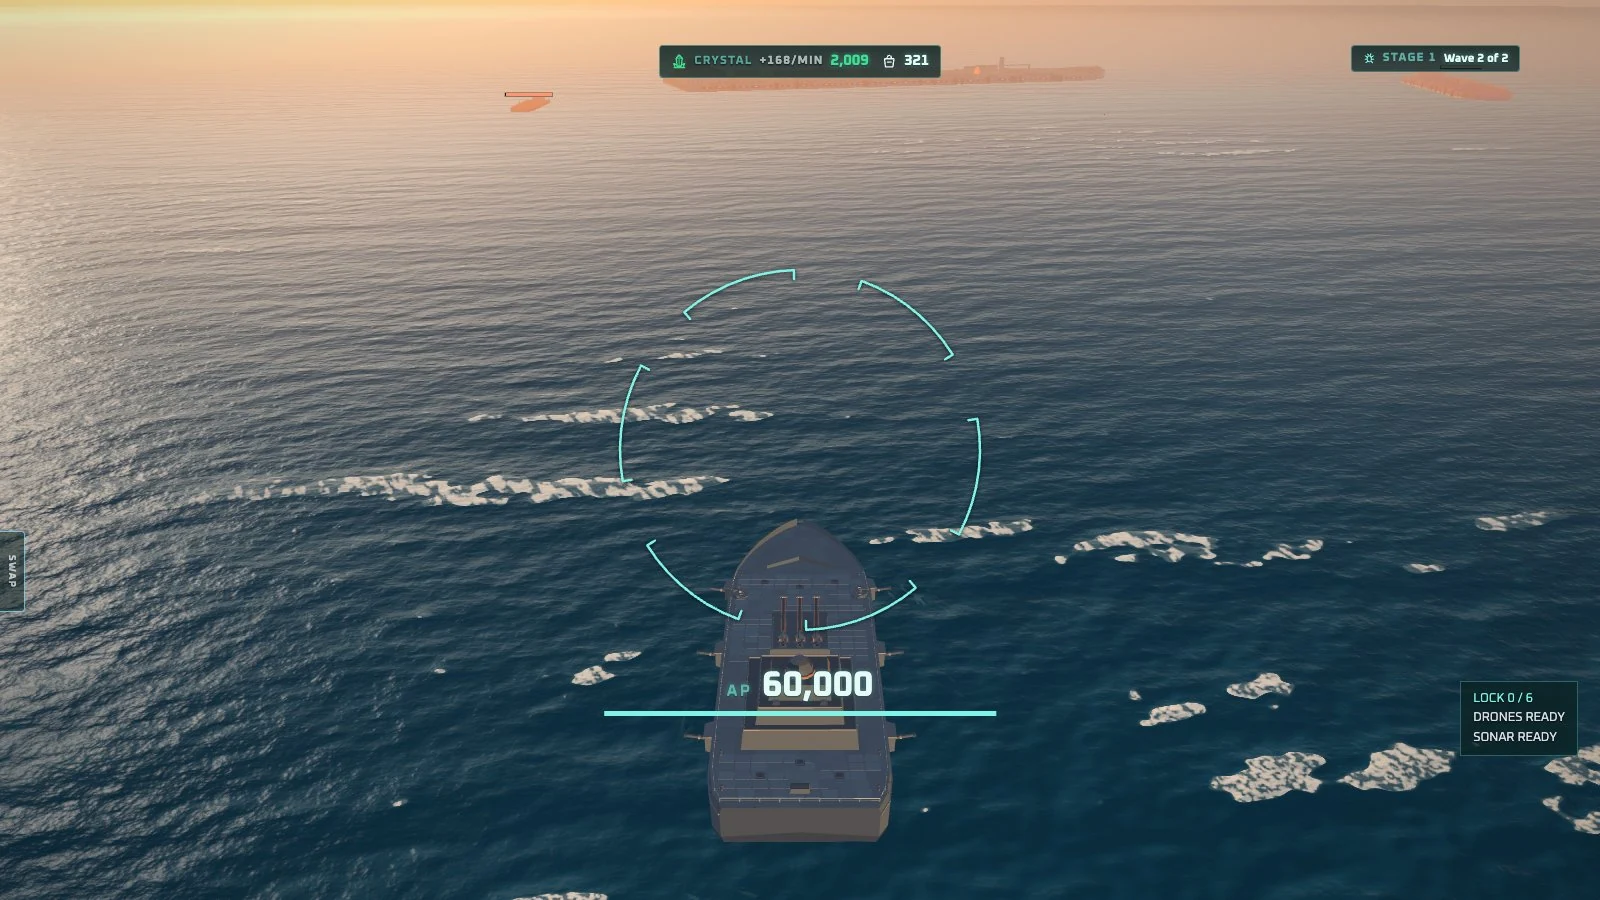 CRYSTAL +168/MIN 2,009 321
STAGE 1 Wave 2 of 2
SWAP
AP 60,000
LOCK 0 / 6
DRONES READY
SONAR READY